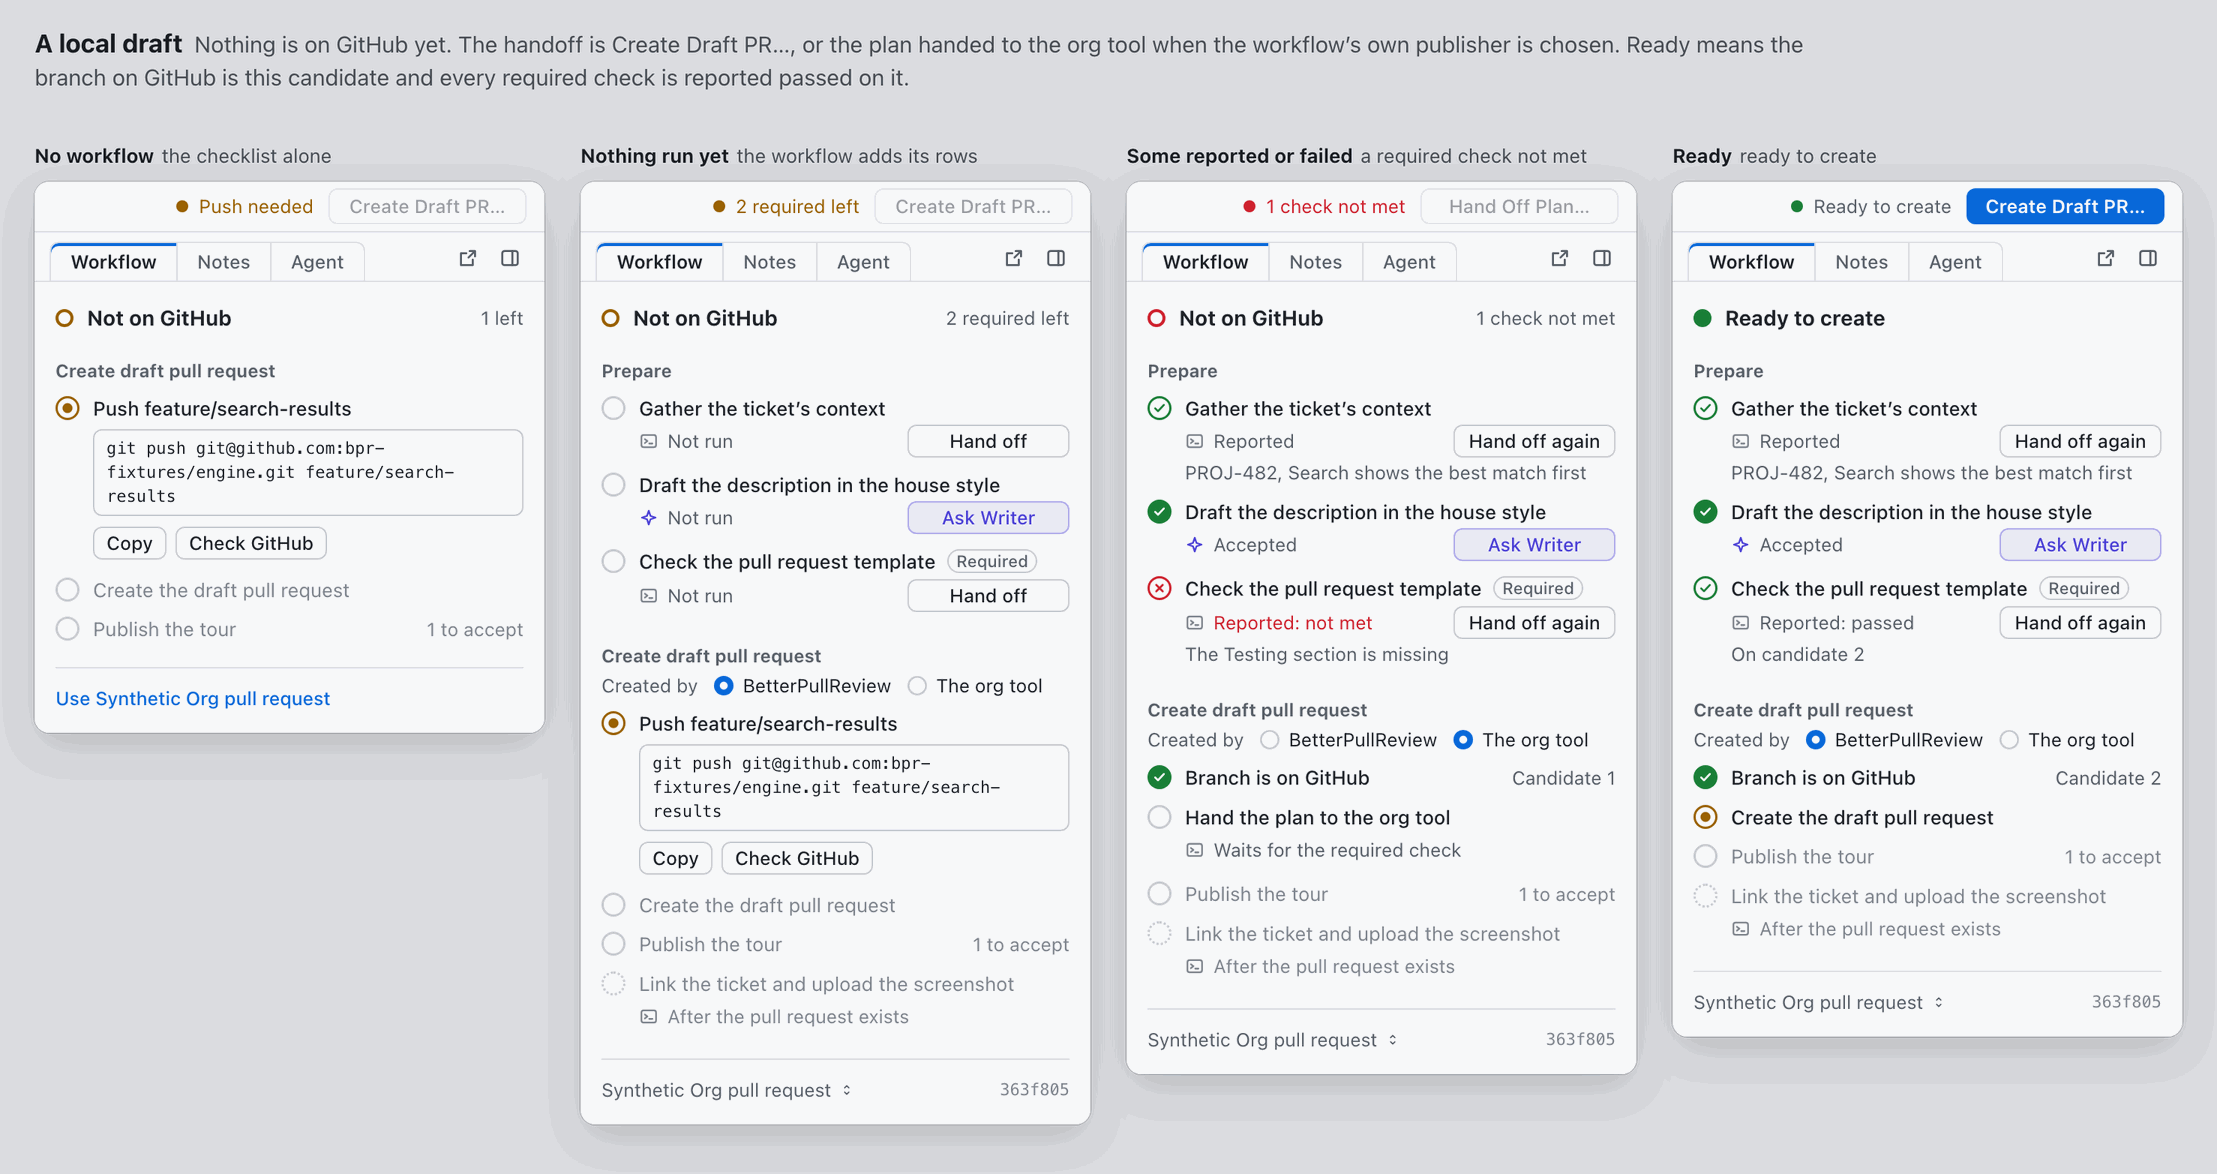 A local draft Nothing is on GitHub yet. The handoff is Create Draft PR..., or the plan handed to the org tool when the workflow’s own publisher is chosen. Ready means the
branch on GitHub is this candidate and every required check is reported passed on it.
No workflow the checklist alone
Push needed Create Draft PR...
Workflow Notes Agent
Not on GitHub 1 left
Create draft pull request
Push feature/search-results
git push git@github.com:bpr-
fixtures/engine.git feature/search-
results
Copy Check GitHub
Create the draft pull request
Publish the tour 1 to accept
Use Synthetic Org pull request
Nothing run yet the workflow adds its rows
2 required left Create Draft PR...
Workflow Notes Agent
Not on GitHub 2 required left
Prepare
Gather the ticket’s context
Not run Hand off
Draft the description in the house style
Not run Ask Writer
Check the pull request template Required
Not run Hand off
Create draft pull request
Created by BetterPullReview The org tool
Push feature/search-results
git push git@github.com:bpr-
fixtures/engine.git feature/search-
results
Copy Check GitHub
Create the draft pull request
Publish the tour 1 to accept
Link the ticket and upload the screenshot
After the pull request exists
Synthetic Org pull request 363f805
Some reported or failed a required check not met
1 check not met Hand Off Plan...
Workflow Notes Agent
Not on GitHub 1 check not met
Prepare
Gather the ticket’s context
Reported Hand off again
PROJ-482, Search shows the best match first
Draft the description in the house style
Accepted Ask Writer
Check the pull request template Required
Reported: not met Hand off again
The Testing section is missing
Create draft pull request
Created by BetterPullReview The org tool
Branch is on GitHub Candidate 1
Hand the plan to the org tool
Waits for the required check
Publish the tour 1 to accept
Link the ticket and upload the screenshot
After the pull request exists
Synthetic Org pull request 363f805
Ready ready to create
Ready to create Create Draft PR...
Workflow Notes Agent
Ready to create
Prepare
Gather the ticket’s context
Reported Hand off again
PROJ-482, Search shows the best match first
Draft the description in the house style
Accepted Ask Writer
Check the pull request template Required
Reported: passed Hand off again
On candidate 2
Create draft pull request
Created by BetterPullReview The org tool
Branch is on GitHub Candidate 2
Create the draft pull request
Publish the tour 1 to accept
Link the ticket and upload the screenshot
After the pull request exists
Synthetic Org pull request 363f805